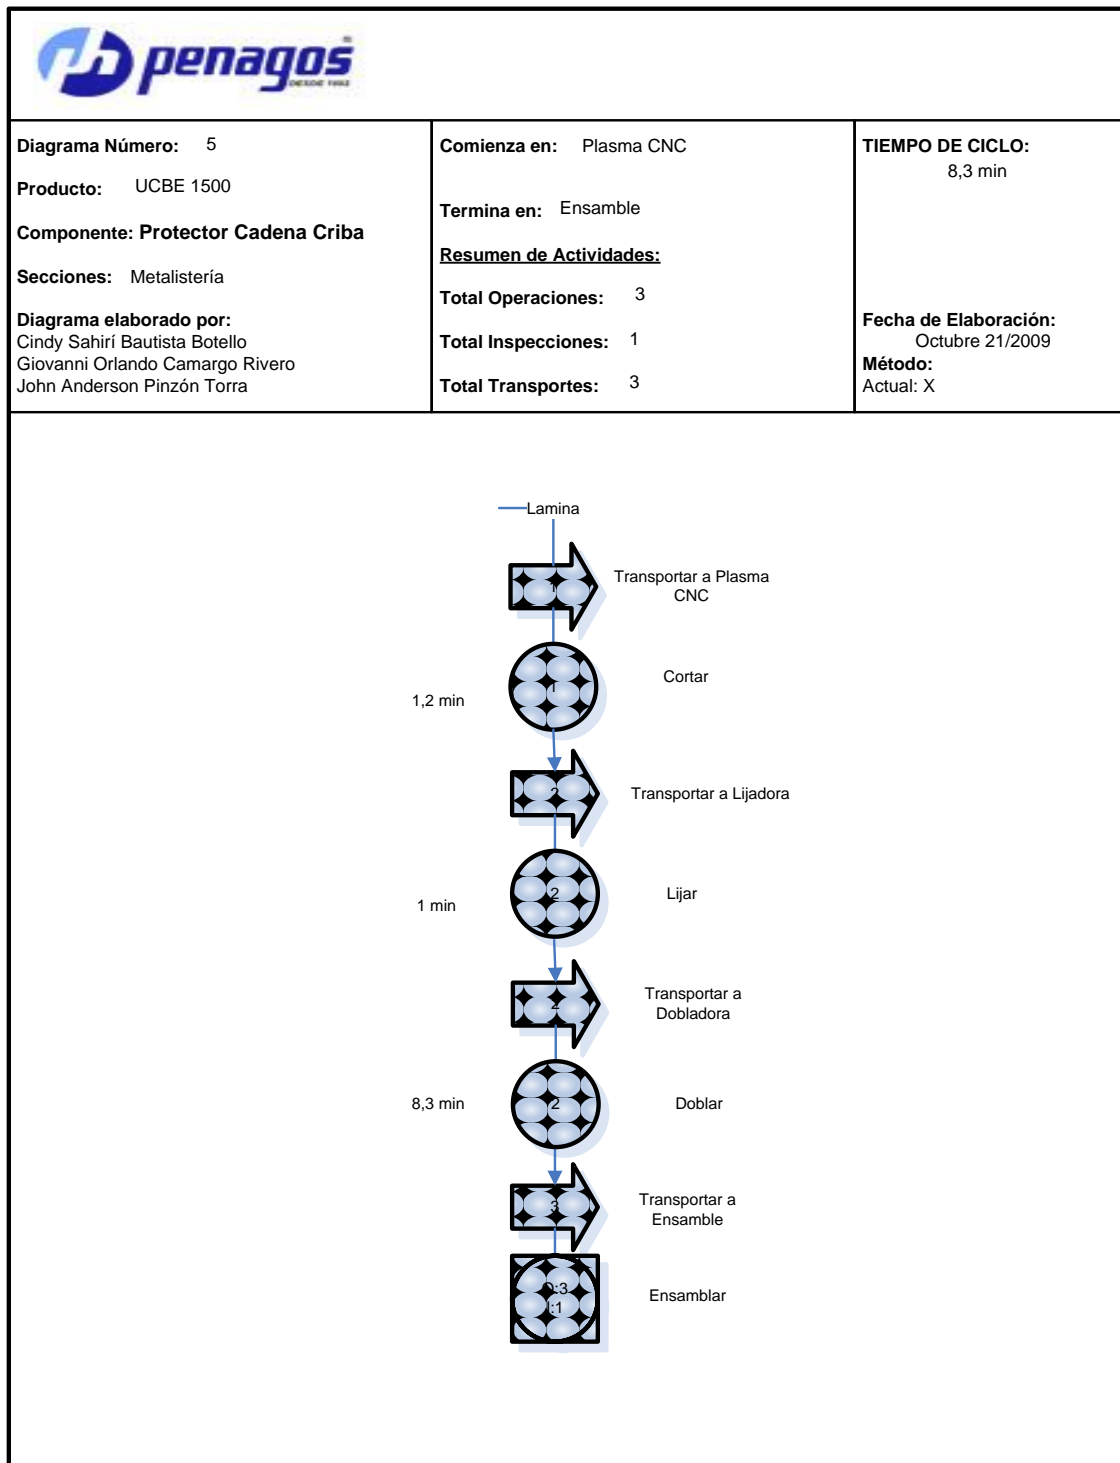 penagos
DESDE 1892
Diagrama Número: 5
Producto: UCBE 1500
Componente: Protector Cadena Criba
Secciones: Metalistería
Diagrama elaborado por:
Cindy Sahirí Bautista Botello
Giovanni Orlando Camargo Rivero
John Anderson Pinzón Torra
Comienza en: Plasma CNC
Termina en: Ensamble
Resumen de Actividades:
Total Operaciones: 3
Total Inspecciones: 1
Total Transportes: 3
TIEMPO DE CICLO:
8,3 min
Fecha de Elaboración:
Octubre 21/2009
Método:
Actual: X
Lamina
1
Transportar a Plasma
CNC
1
Cortar
1,2 min
2
Transportar a Lijadora
2
Lijar
1 min
2
Transportar a
Dobladora
2
Doblar
8,3 min
3
Transportar a
Ensamble
O:3
I:1
Ensamblar